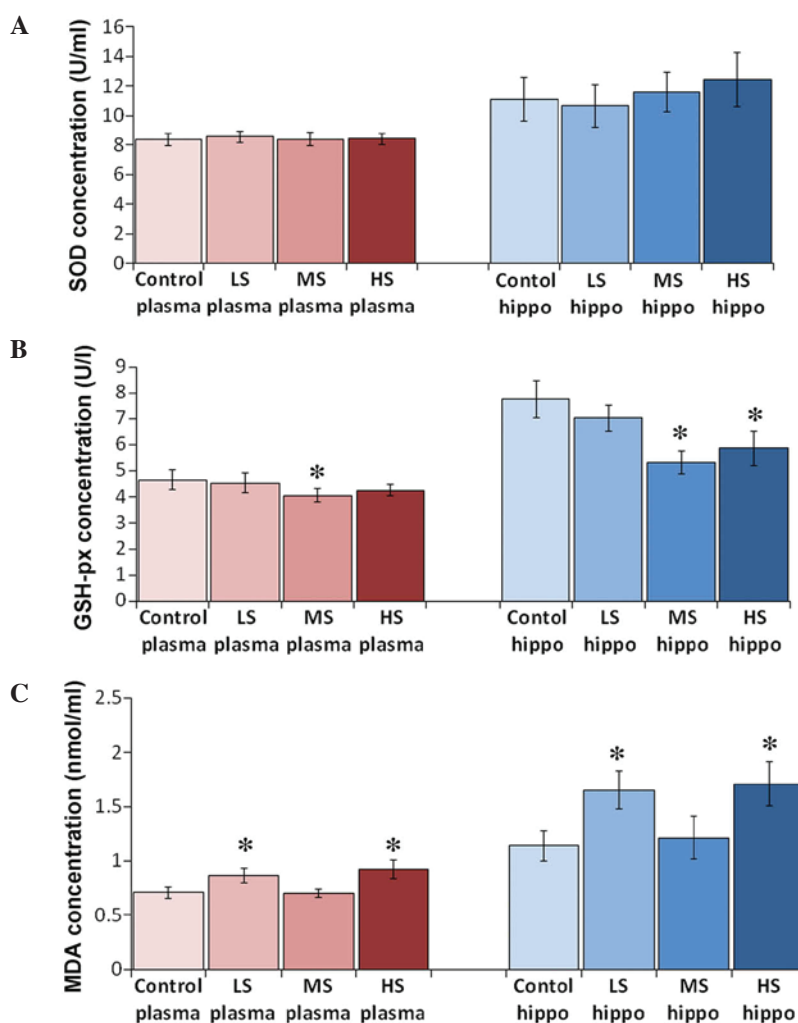 A
SOD concentration (U/ml)
16
14
12
10
8
6
4
2
0
Control LS MS HS Contol LS MS HS
plasma plasma plasma plasma hippo hippo hippo hippo
B
GSH-px concentration (U/l)
9
8
7
6
5
4
3
2
1
0
* * *
Control LS MS HS Contol LS MS HS
plasma plasma plasma plasma hippo hippo hippo hippo
C
MDA concentration (nmol/ml)
2.5
2
1.5
1
0.5
0
* * * *
Control LS MS HS Contol LS MS HS
plasma plasma plasma plasma hippo hippo hippo hippo